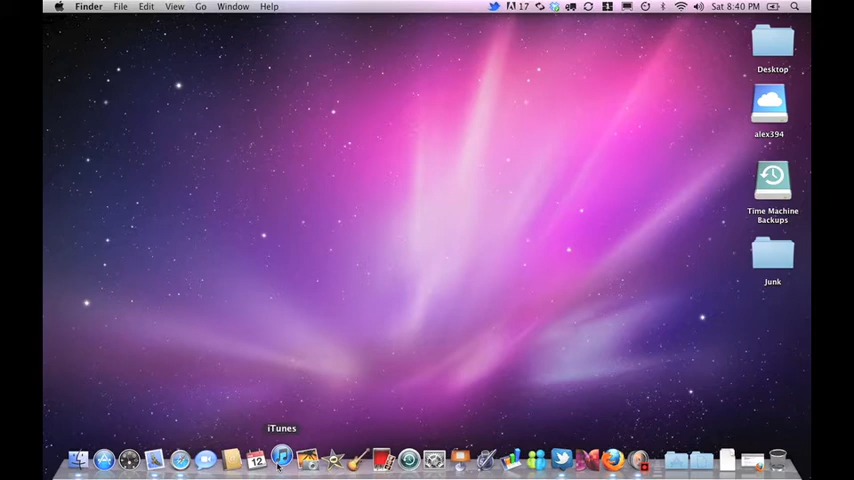 Finder File Edit View Go Window Help 17 Sat 8:40 PM
Desktop
alex394
Time Machine
Backups
Junk
iTunes
12